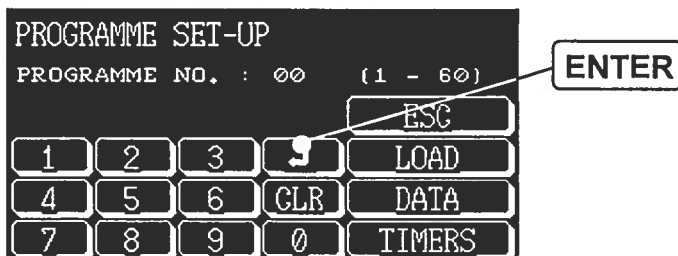 PROGRAMME SET-UP
PROGRAMME NO. : 00 (1 - 60)
ENTER
ESC
1 2 3 ↵ LOAD
4 5 6 CLR DATA
7 8 9 0 TIMERS